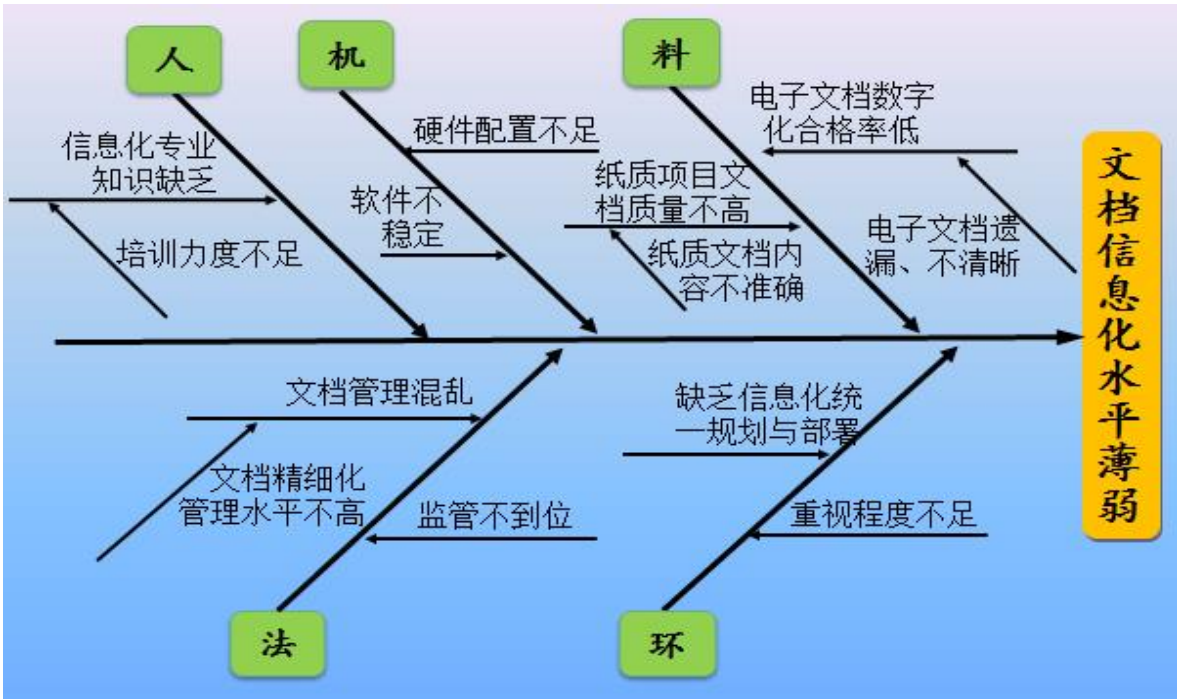 人
机
料
信息化专业
知识缺乏
培训力度不足
硬件配置不足
软件不
稳定
电子文档数字
化合格率低
纸质项目文
档质量不高
纸质文档内
容不准确
电子文档遗
漏、不清晰
文档信息化水平薄弱
文档管理混乱
文档精细化
管理水平不高
监管不到位
缺乏信息化统
一规划与部署
重视程度不足
法
环